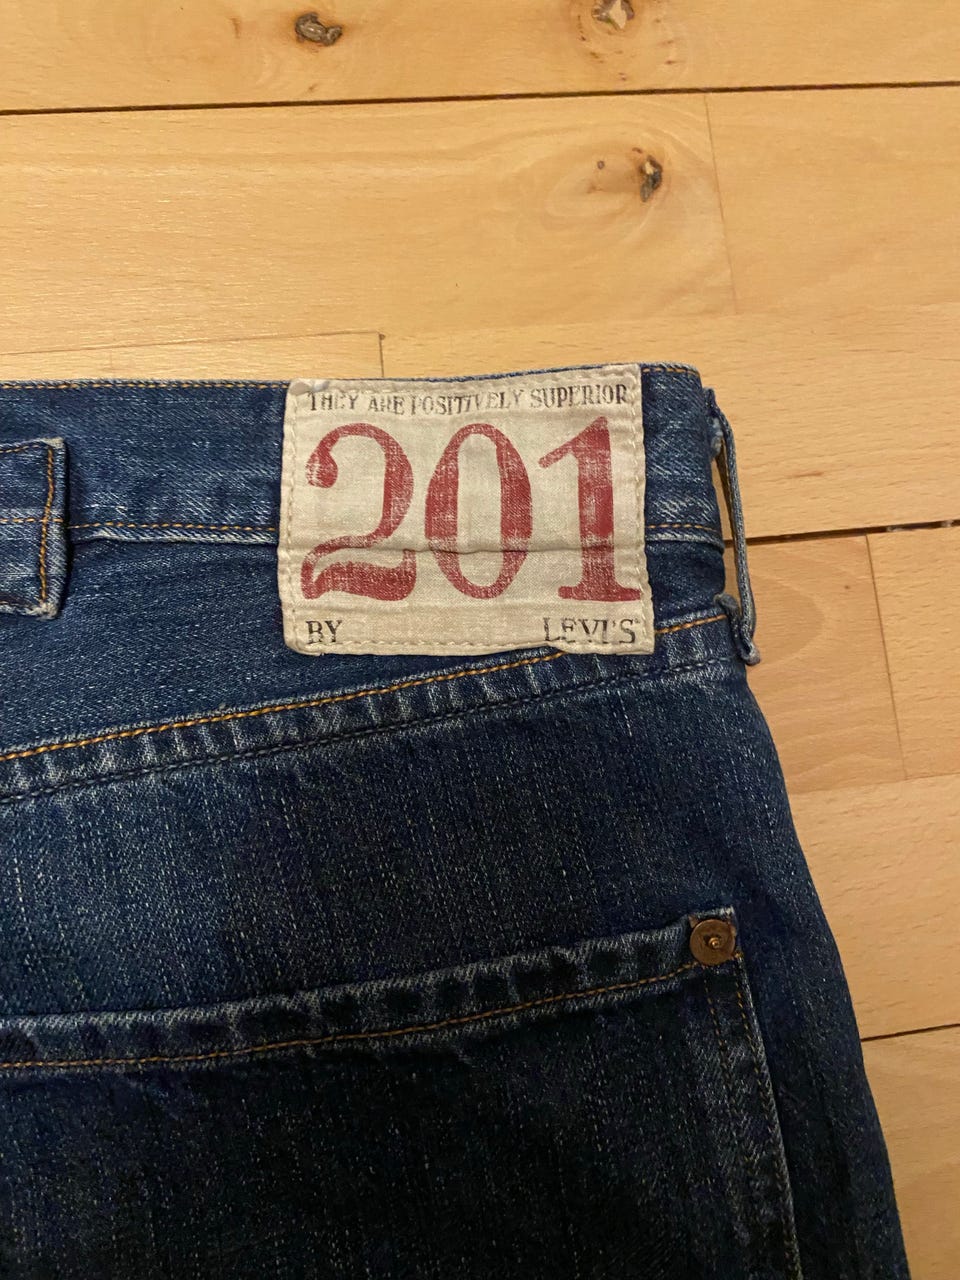 THEY ARE POSITIVELY SUPERIOR
201
BY LEVI'S